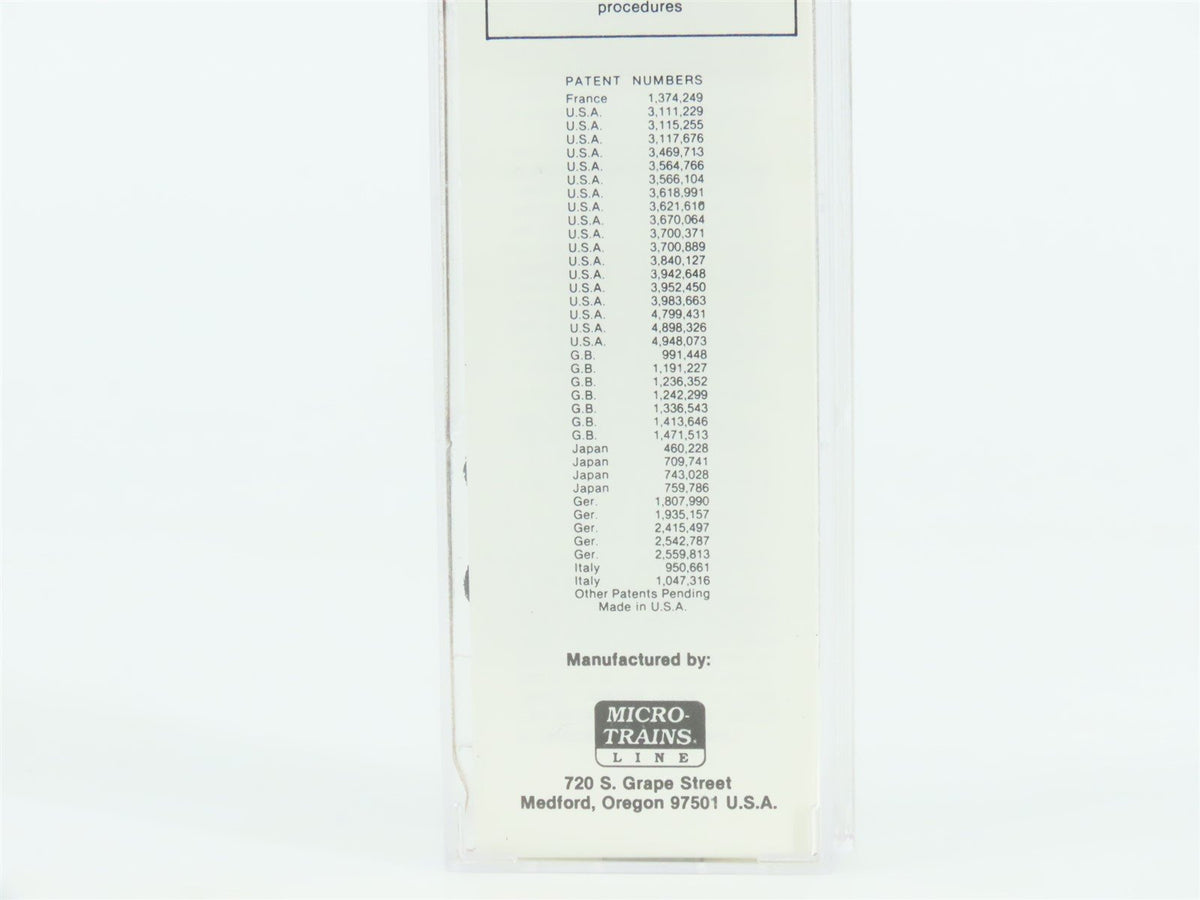 procedures
PATENT NUMBERS
France 1,374,249
U.S.A. 3,111,229
U.S.A. 3,115,255
U.S.A. 3,117,676
U.S.A. 3,469,713
U.S.A. 3,564,766
U.S.A. 3,566,104
U.S.A. 3,618,991
U.S.A. 3,621,610
U.S.A. 3,670,064
U.S.A. 3,700,371
U.S.A. 3,700,889
U.S.A. 3,840,127
U.S.A. 3,942,648
U.S.A. 3,952,450
U.S.A. 3,983,663
U.S.A. 4,799,431
U.S.A. 4,898,326
U.S.A. 4,948,073
G.B. 991,448
G.B. 1,191,227
G.B. 1,236,352
G.B. 1,242,299
G.B. 1,336,543
G.B. 1,413,646
G.B. 1,471,513
Japan 460,228
Japan 709,741
Japan 743,028
Japan 759,786
Ger. 1,807,990
Ger. 1,935,157
Ger. 2,415,497
Ger. 2,542,787
Ger. 2,559,813
Italy 950,661
Italy 1,047,316
Other Patents Pending
Made in U.S.A.
Manufactured by:
MICRO-
TRAINS
LINE
720 S. Grape Street
Medford, Oregon 97501 U.S.A.